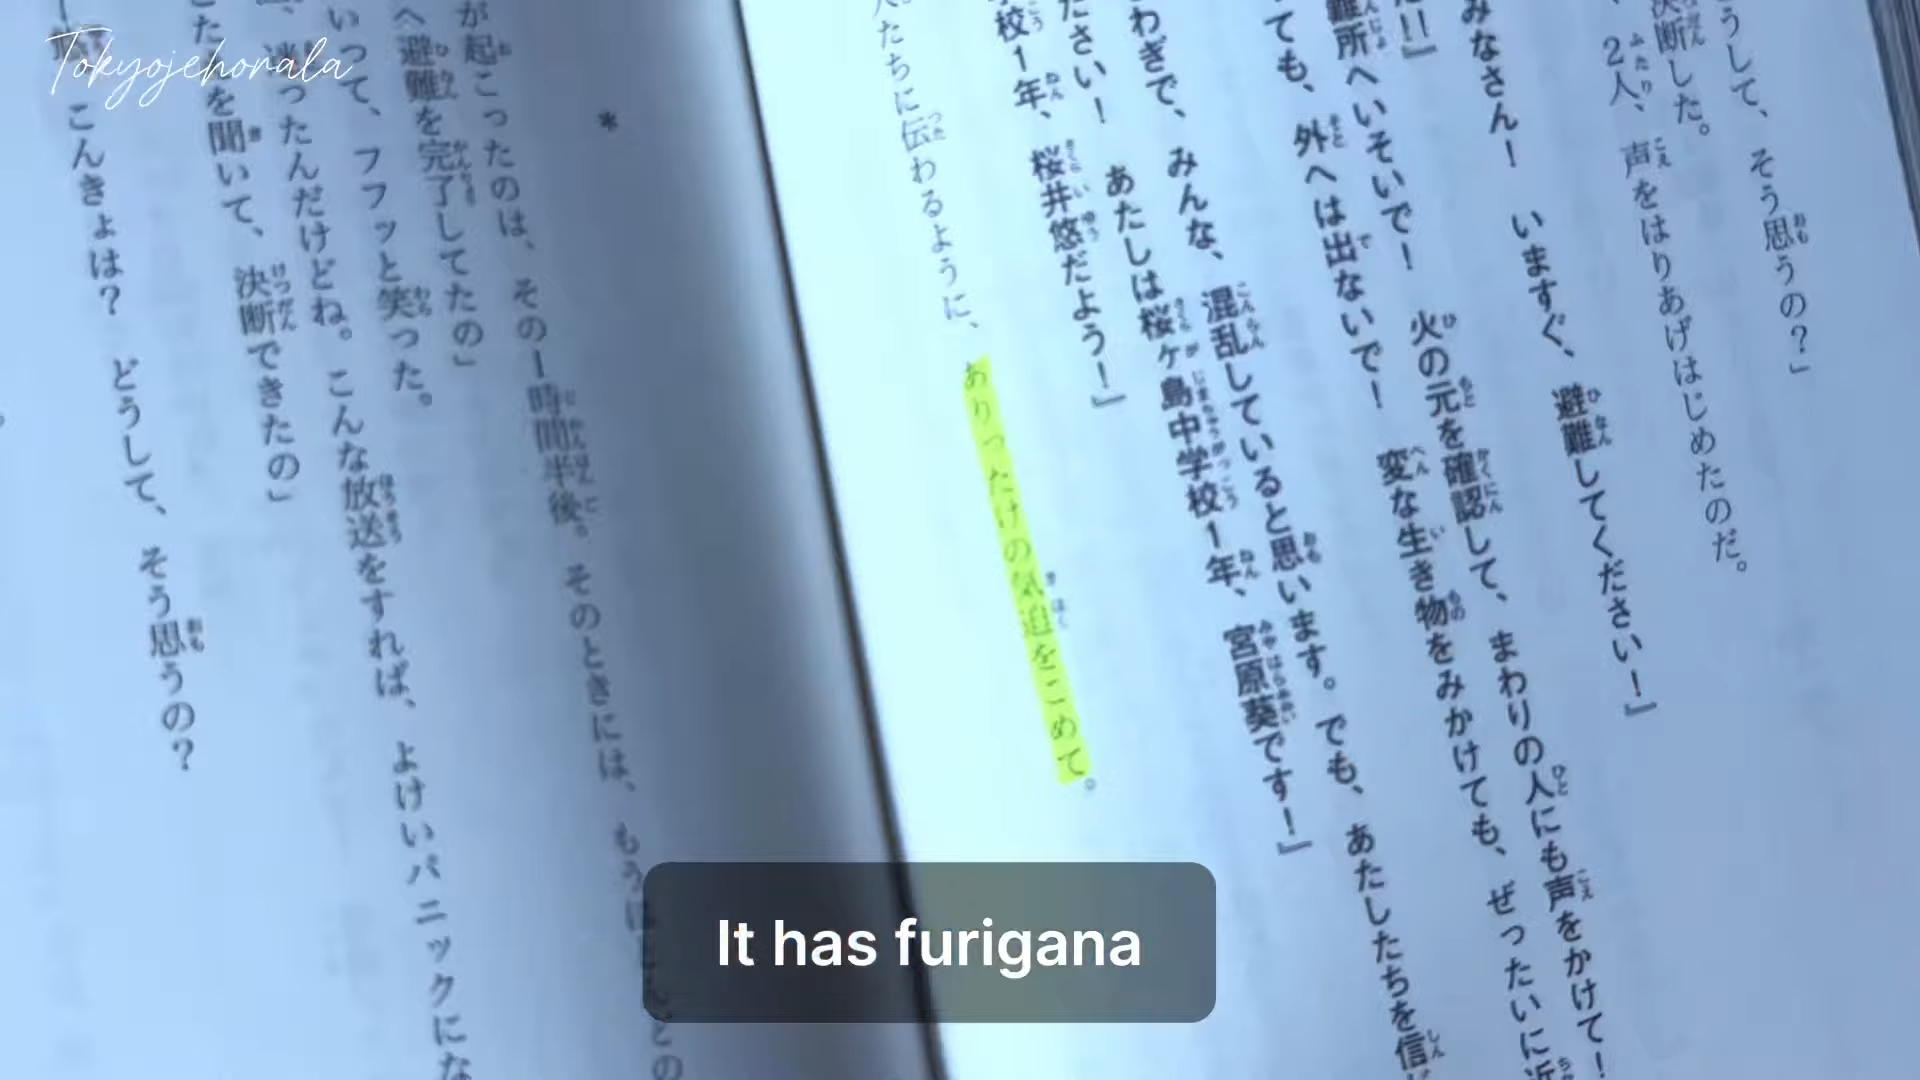 Tokyojehorala
うして、そう思うの？」
決断した。
2人、声をはりあげはじめたのだ。
みなさん！　いますぐ、避難してください！』
だ!!』
難所へいそいで！　火の元を確認して、まわりの人にも声をかけて！
ても、外へは出ないで！　変な生き物をみかけても、ぜったいに近
わぎで、みんな、混乱していると思います。でも、あたしたちを信じ
ださい！　あたしは桜ヶ島中学校1年、宮原葵です！』
学校1年、桜井悠だよう！』
人たちに伝わるように、ありったけの気迫をこめて。
＊
が起こったのは、その1時間半後。そのときには、もうほとんどの
へ避難を完了してたの」
いって、フフッと笑った。
迷ったんだけどね。こんな放送をすれば、よけいパニックにな
を聞いて、決断できたの」
こんきょは？　どうして、そう思うの？
It has furigana